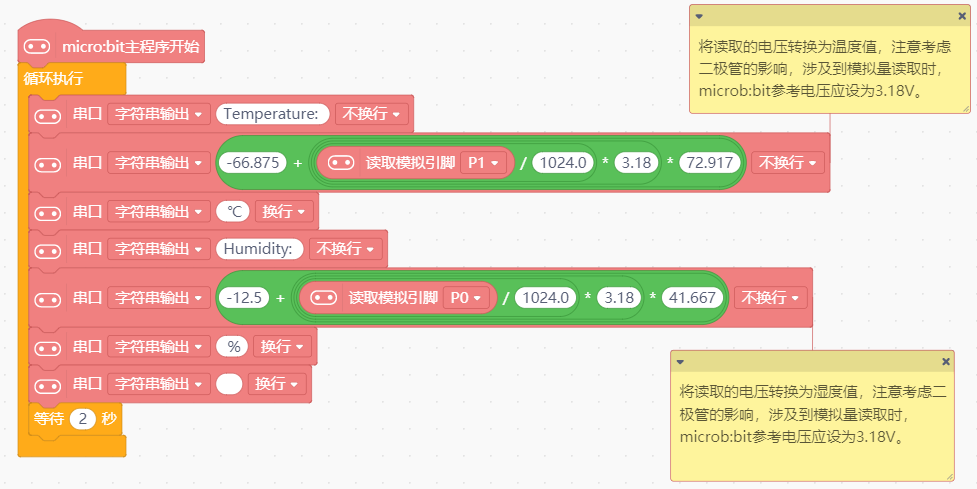 micro:bit主程序开始
循环执行
串口 字符串输出 Temperature: 不换行
串口 字符串输出 -66.875 + 读取模拟引脚 P1 / 1024.0 * 3.18 * 72.917 不换行
串口 字符串输出 ℃ 换行
串口 字符串输出 Humidity: 不换行
串口 字符串输出 -12.5 + 读取模拟引脚 P0 / 1024.0 * 3.18 * 41.667 不换行
串口 字符串输出 % 换行
串口 字符串输出 换行
等待 2 秒
将读取的电压转换为温度值，注意考虑
二极管的影响，涉及到模拟量读取时，
microb:bit参考电压应设为3.18V。
将读取的电压转换为湿度值，注意考虑二
极管的影响，涉及到模拟量读取时，
microb:bit参考电压应设为3.18V。